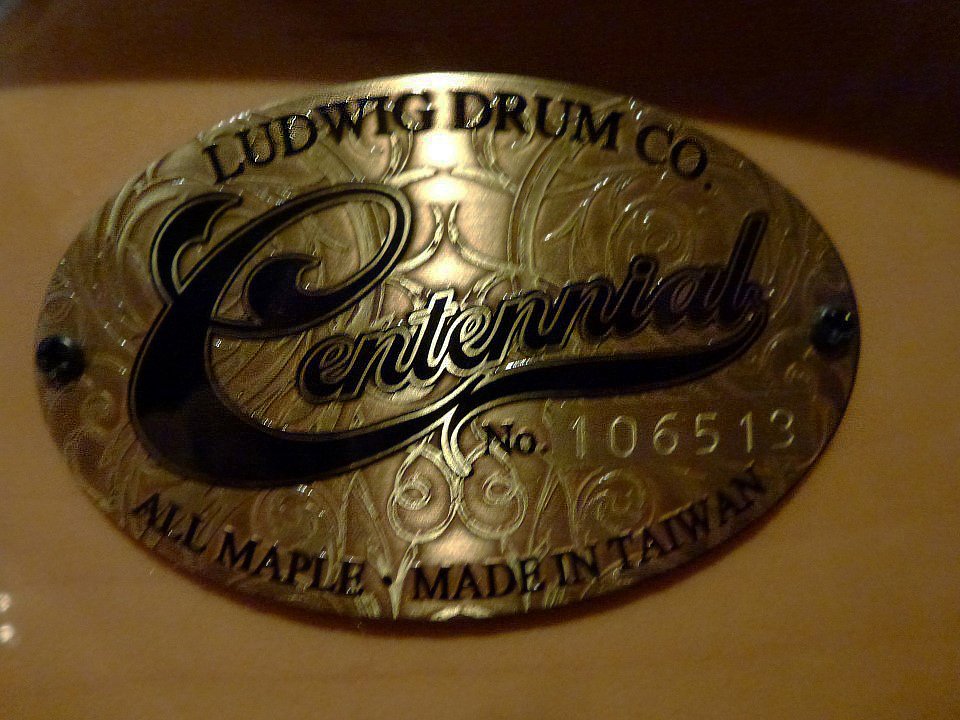 LUDWIG DRUM CO.
Centennial
No. 106513
ALL MAPLE · MADE IN TAIWAN